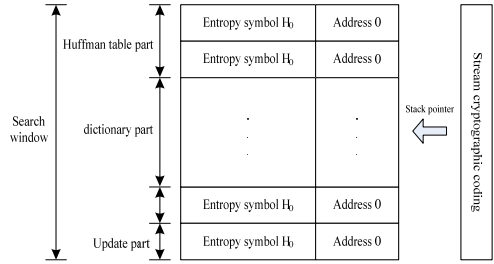 Entropy symbol H₀ Address 0
Huffman table part
Entropy symbol H₀ Address 0
Search
window
dictionary part
Stack pointer
Stream cryptographic coding
Entropy symbol H₀ Address 0
Update part
Entropy symbol H₀ Address 0